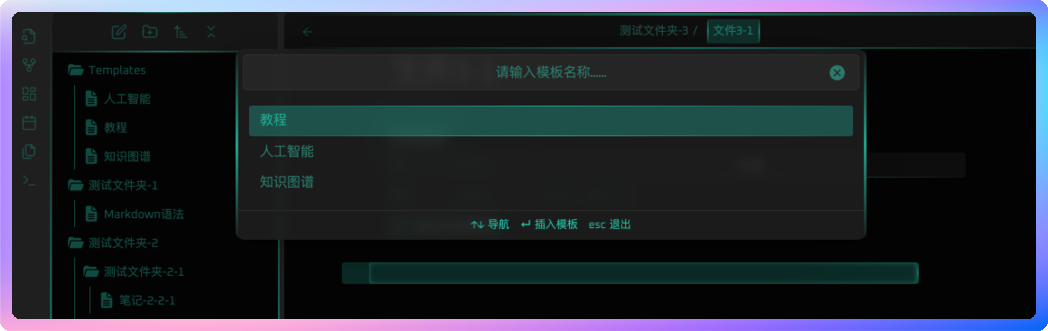 测试文件夹-3 / 文件3-1
Templates
人工智能
教程
知识图谱
测试文件夹-1
Markdown语法
测试文件夹-2
测试文件夹-2-1
笔记-2-2-1
请输入模板名称......
教程
人工智能
知识图谱
↑↓ 导航 ↵ 插入模板 esc 退出